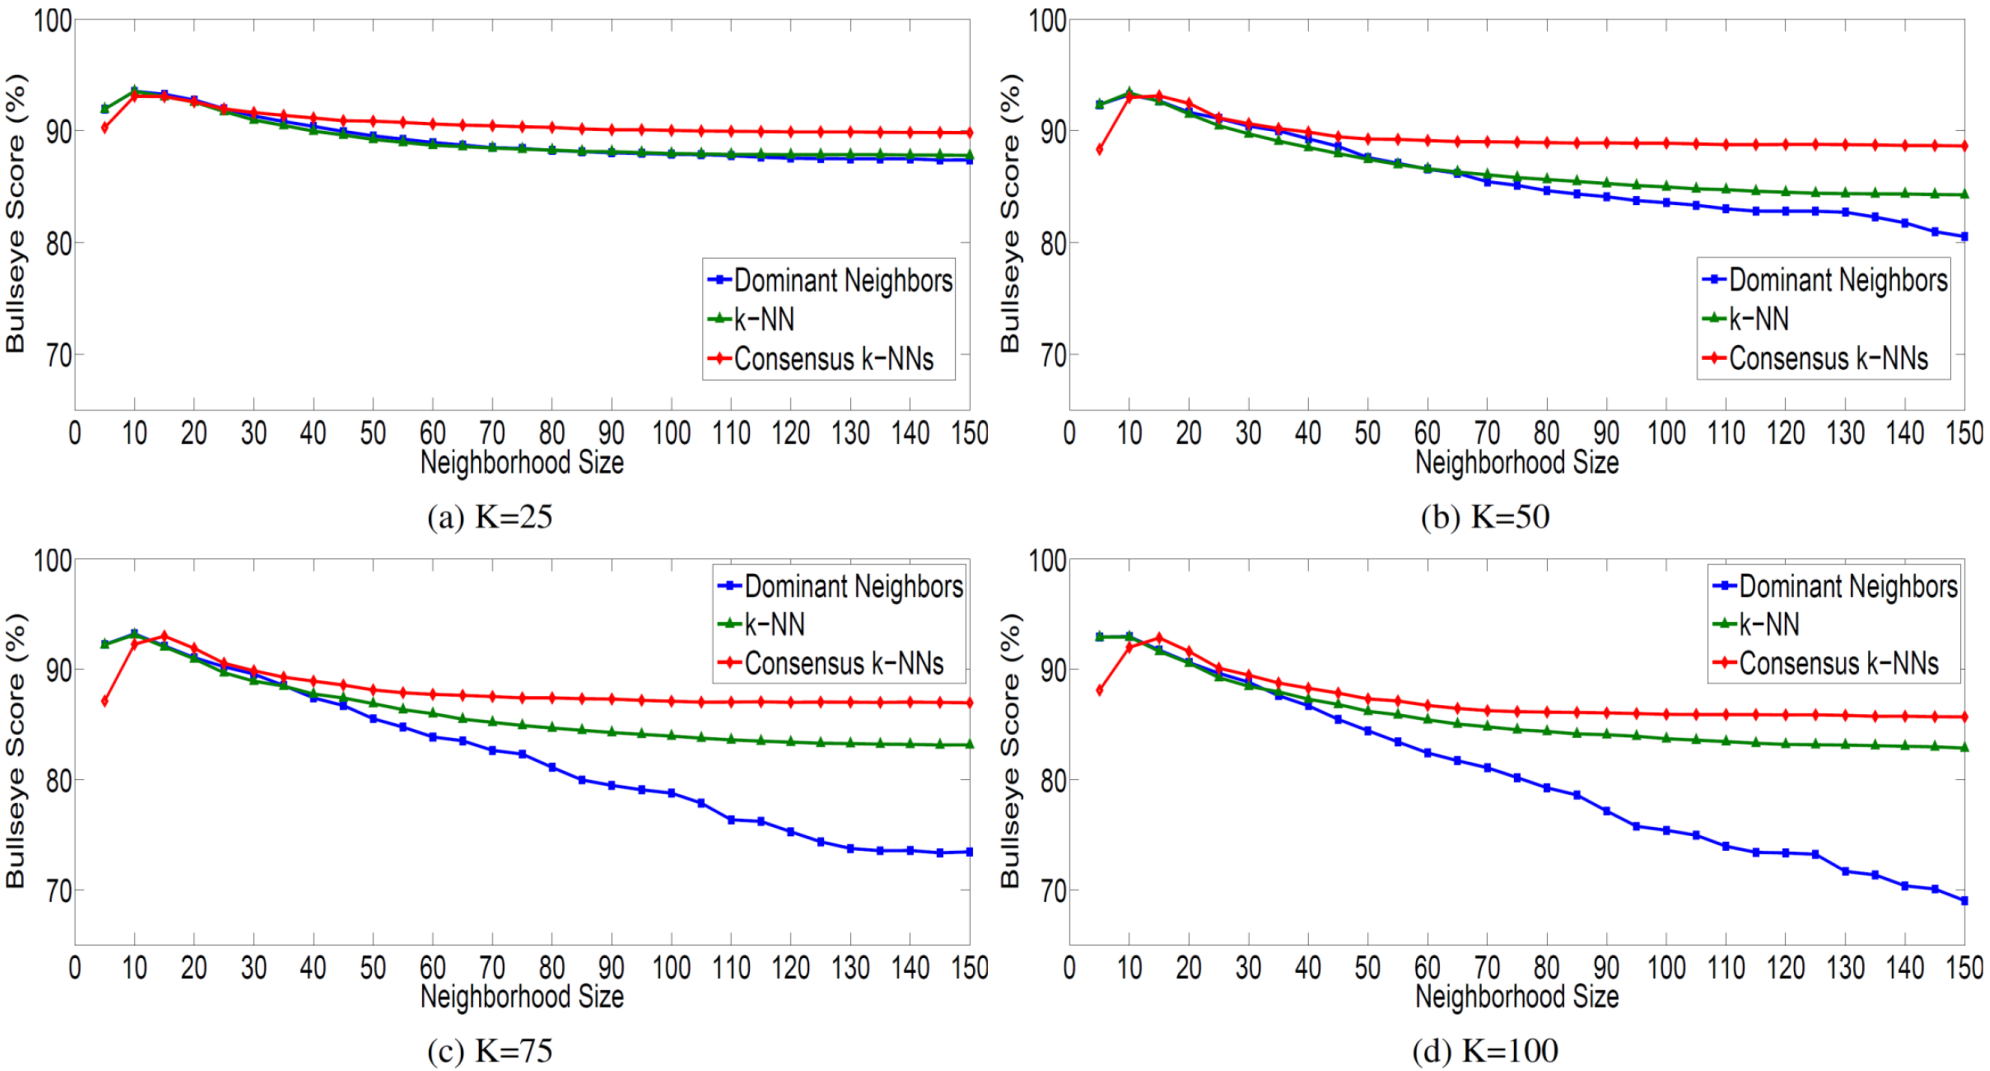 100
90
80
70
Bullseye Score (%)
Dominant Neighbors
k−NN
Consensus k−NNs
0 10 20 30 40 50 60 70 80 90 100 110 120 130 140 150
Neighborhood Size
(a) K=25
100
90
80
70
Bullseye Score (%)
Dominant Neighbors
k−NN
Consensus k−NNs
0 10 20 30 40 50 60 70 80 90 100 110 120 130 140 150
Neighborhood Size
(b) K=50
100
90
80
70
Bullseye Score (%)
Dominant Neighbors
k−NN
Consensus k−NNs
0 10 20 30 40 50 60 70 80 90 100 110 120 130 140 150
Neighborhood Size
(c) K=75
100
90
80
70
Bullseye Score (%)
Dominant Neighbors
k−NN
Consensus k−NNs
0 10 20 30 40 50 60 70 80 90 100 110 120 130 140 150
Neighborhood Size
(d) K=100